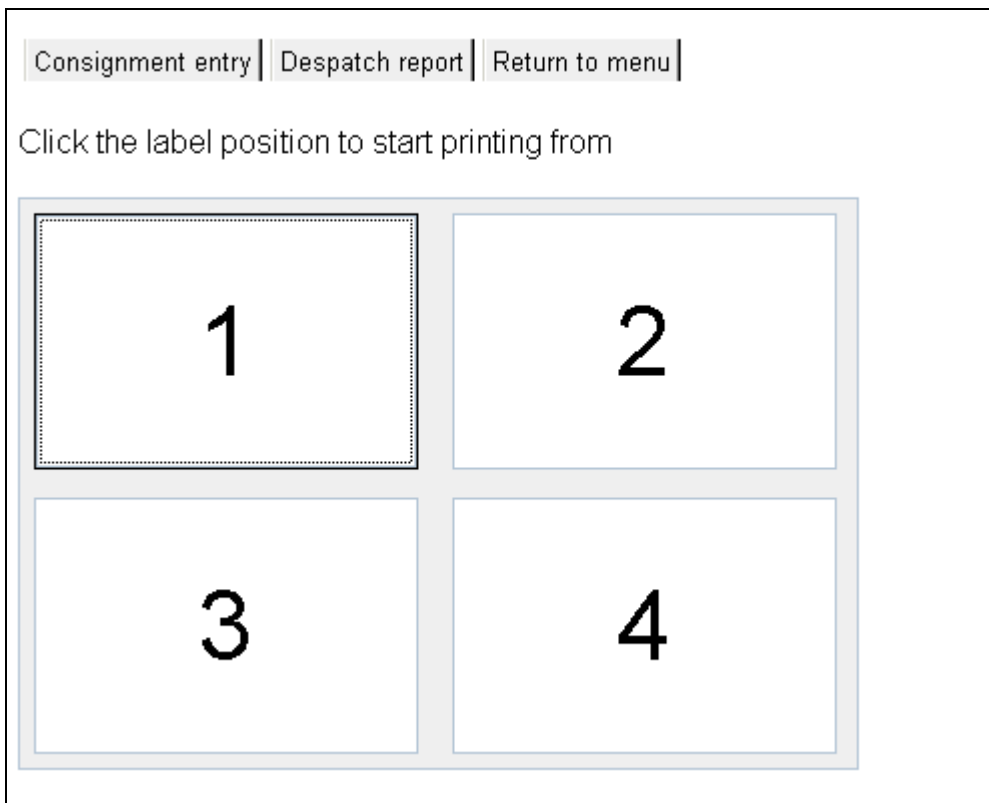 Consignment entry Despatch report Return to menu
Click the label position to start printing from
1 2
3 4